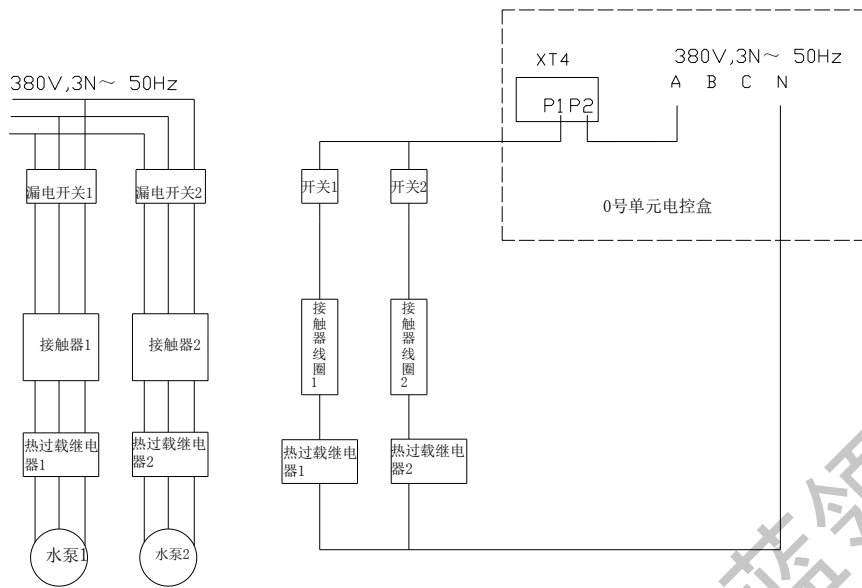 380V,3N～ 50Hz
漏电开关1
漏电开关2
接触器1
接触器2
热过载继电
器1
热过载继电
器2
水泵1
水泵2
XT4
P1 P2
380V,3N～ 50Hz
A B C N
0号单元电控盒
开关1
开关2
接触器线圈1
接触器线圈2
热过载继电
器1
热过载继电
器2
蓝领